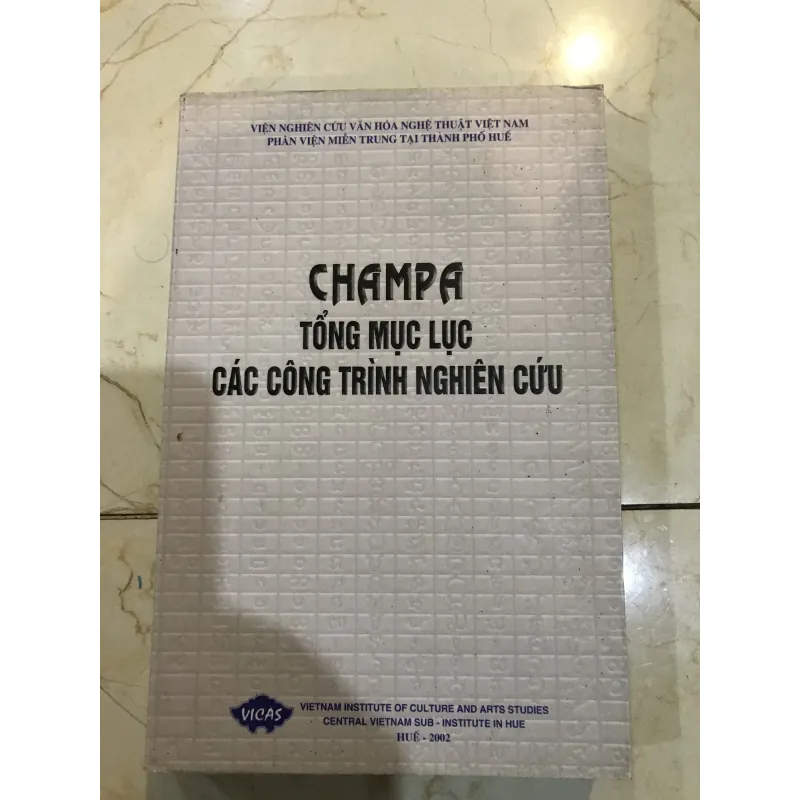 VIỆN NGHIÊN CỨU VĂN HÓA NGHỆ THUẬT VIỆT NAM
PHÂN VIỆN MIỀN TRUNG TẠI THÀNH PHỐ HUẾ
CHAMPA
TỔNG MỤC LỤC
CÁC CÔNG TRÌNH NGHIÊN CỨU
VICAS
VIETNAM INSTITUTE OF CULTURE AND ARTS STUDIES
CENTRAL VIETNAM SUB - INSTITUTE IN HUE
HUẾ - 2002